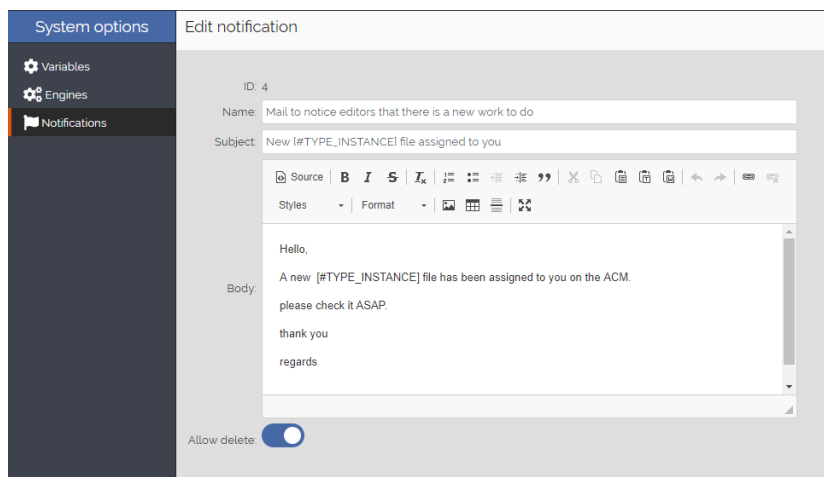 System options
Edit notification
Variables
Engines
Notifications
ID: 4
Name: Mail to notice editors that there is a new work to do
Subject: New [#TYPE_INSTANCE] file assigned to you
Source B I S Ix
Styles Format
Body:
Hello,
A new [#TYPE_INSTANCE] file has been assigned to you on the ACM.
please check it ASAP.
thank you
regards
Allow delete: